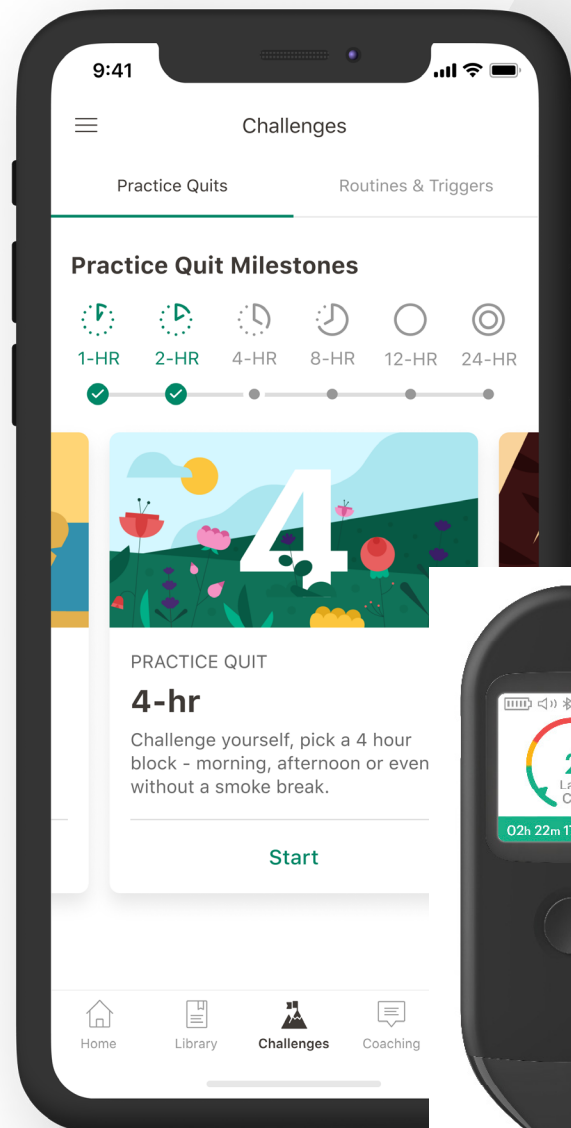 9:41
Challenges
Practice Quits
Routines & Triggers
Practice Quit Milestones
1-HR 2-HR 4-HR 8-HR 12-HR 24-HR
4
PRACTICE QUIT
4-hr
Challenge yourself, pick a 4 hour
block - morning, afternoon or even
without a smoke break.
Start
Home Library Challenges Coaching
02h 22m